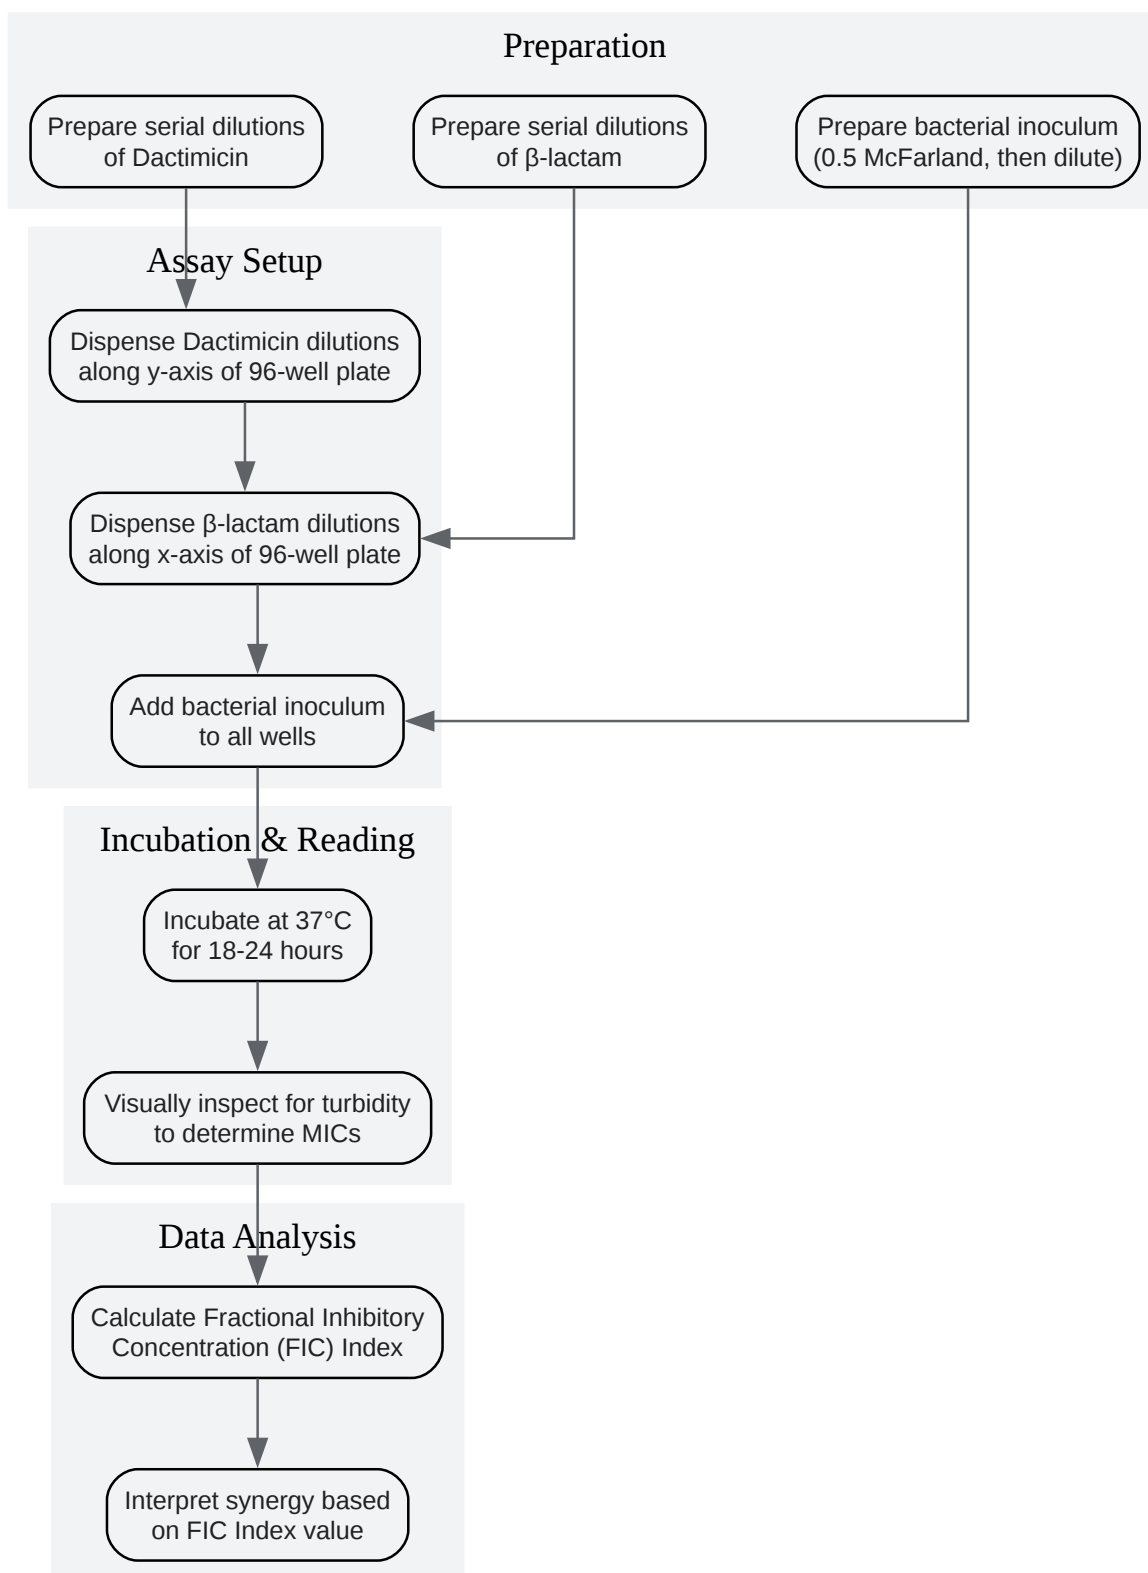 Preparation
Prepare serial dilutions
of Dactimicin
Prepare serial dilutions
of β-lactam
Prepare bacterial inoculum
(0.5 McFarland, then dilute)
Assay Setup
Dispense Dactimicin dilutions
along y-axis of 96-well plate
Dispense β-lactam dilutions
along x-axis of 96-well plate
Add bacterial inoculum
to all wells
Incubation & Reading
Incubate at 37°C
for 18-24 hours
Visually inspect for turbidity
to determine MICs
Data Analysis
Calculate Fractional Inhibitory
Concentration (FIC) Index
Interpret synergy based
on FIC Index value